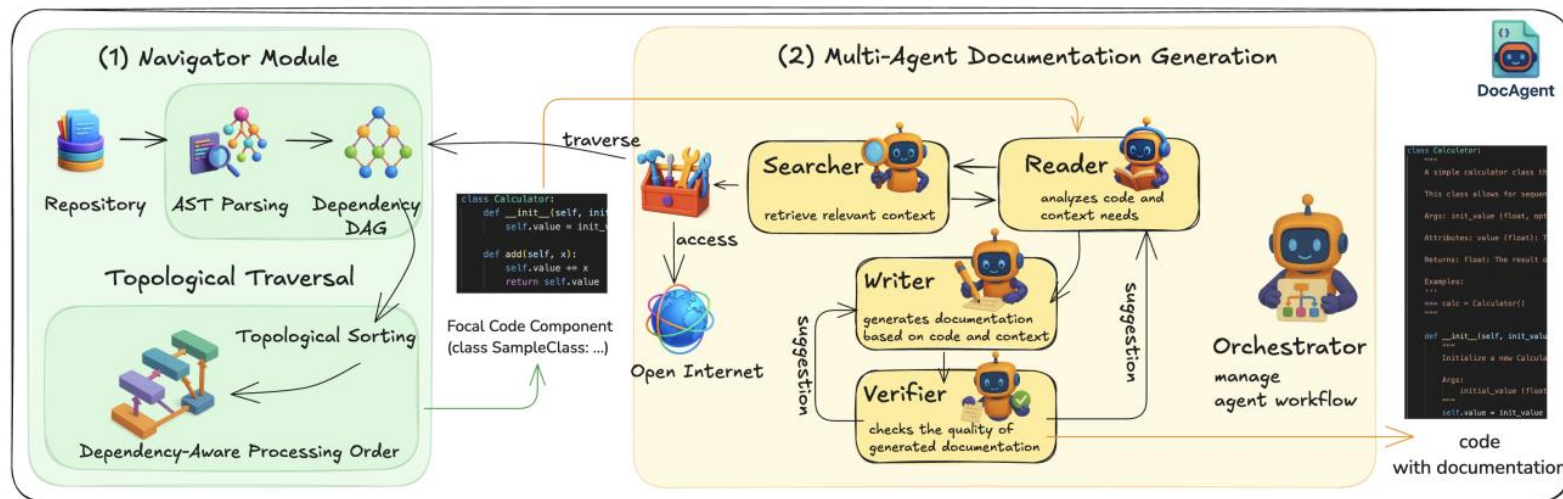 (1) Navigator Module
Repository
AST Parsing
Dependency
DAG
Topological Traversal
Topological Sorting
Dependency-Aware Processing Order
class Calculator:
def __init__(self, init
self.value = init_v
def add(self, x):
self.value += x
return self.value
Focal Code Component
(class SampleClass: ...)
(2) Multi-Agent Documentation Generation
traverse
access
Open Internet
Searcher
retrieve relevant context
Reader
analyzes code and
context needs
Writer
generates documentation
based on code and context
Verifier
checks the quality of
generated documentation
suggestion
suggestion
Orchestrator
manage
agent workflow
DocAgent
class Calculator:
"""
A simple calculator class th
This class allows for sequen
Args: init_value (float, opt
Attributes: value (float): T
Returns: float: The result o
Examples:
'''
>>> calc = Calculator()
"""
def __init__(self, init_value
"""
Initialize a new Calcula
Args:
initial_value (float
"""
self.value = init_value
code
with documentation